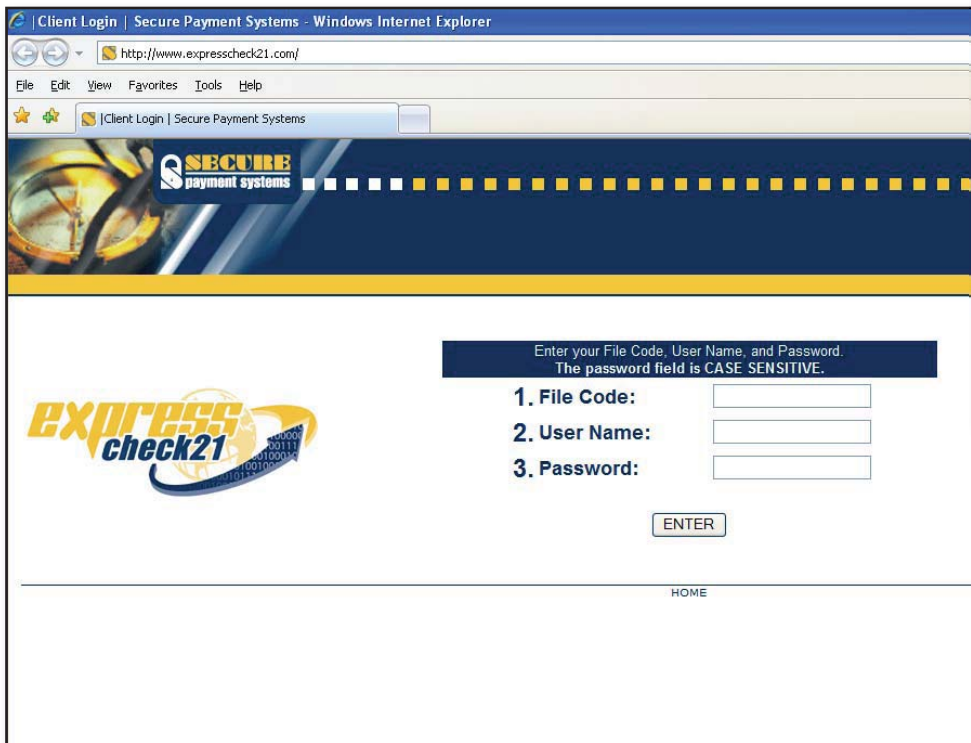 |Client Login | Secure Payment Systems - Windows Internet Explorer
http://www.expresscheck21.com/
File Edit View Favorites Tools Help
|Client Login | Secure Payment Systems
SECURE
payment systems
Enter your File Code, User Name, and Password.
The password field is CASE SENSITIVE.
express
check21
1. File Code:
2. User Name:
3. Password:
ENTER
HOME